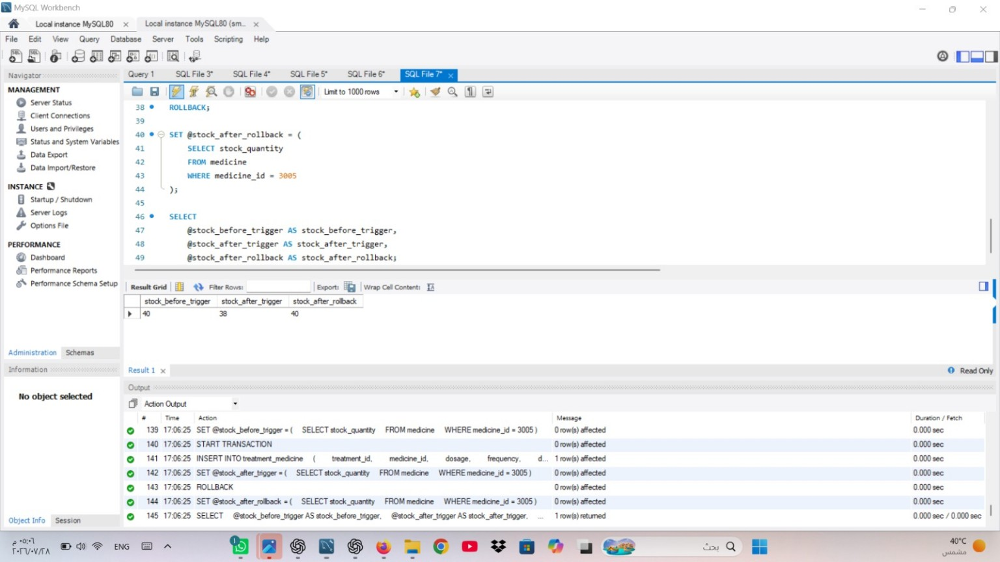 MySQL Workbench
Local instance MySQL80 Local instance MySQL80 (sm...
File Edit View Query Database Server Tools Scripting Help
Navigator
MANAGEMENT
Server Status
Client Connections
Users and Privileges
Status and System Variables
Data Export
Data Import/Restore
INSTANCE
Startup / Shutdown
Server Logs
Options File
PERFORMANCE
Dashboard
Performance Reports
Performance Schema Setup
Administration Schemas
Information
No object selected
Object Info Session
Query 1 SQL File 3* SQL File 4* SQL File 5* SQL File 6* SQL File 7*
Limit to 1000 rows
38 ROLLBACK;
39
40 SET @stock_after_rollback = (
41 SELECT stock_quantity
42 FROM medicine
43 WHERE medicine_id = 3005
44 );
45
46 SELECT
47 @stock_before_trigger AS stock_before_trigger,
48 @stock_after_trigger AS stock_after_trigger,
49 @stock_after_rollback AS stock_after_rollback;
Result Grid Filter Rows: Export: Wrap Cell Content:
stock_before_trigger stock_after_trigger stock_after_rollback
40 38 40
Result 1 Read Only
Output
Action Output
# Time Action Message Duration / Fetch
139 17:06:25 SET @stock_before_trigger = ( SELECT stock_quantity FROM medicine WHERE medicine_id = 3005 ) 0 row(s) affected 0.000 sec
140 17:06:25 START TRANSACTION 0 row(s) affected 0.000 sec
141 17:06:25 INSERT INTO treatment_medicine ( treatment_id, medicine_id, dosage, frequency, d... 1 row(s) affected 0.000 sec
142 17:06:25 SET @stock_after_trigger = ( SELECT stock_quantity FROM medicine WHERE medicine_id = 3005 ) 0 row(s) affected 0.000 sec
143 17:06:25 ROLLBACK 0 row(s) affected 0.000 sec
144 17:06:25 SET @stock_after_rollback = ( SELECT stock_quantity FROM medicine WHERE medicine_id = 3005 ) 0 row(s) affected 0.000 sec
145 17:06:25 SELECT @stock_before_trigger AS stock_before_trigger, @stock_after_trigger AS stock_after_trigger, ... 1 row(s) returned 0.000 sec / 0.000 sec
٠٥:٠٦ م
٢٠٢٦/٠٧/٢٨
ENG
1
بحث
40°C
مشمس